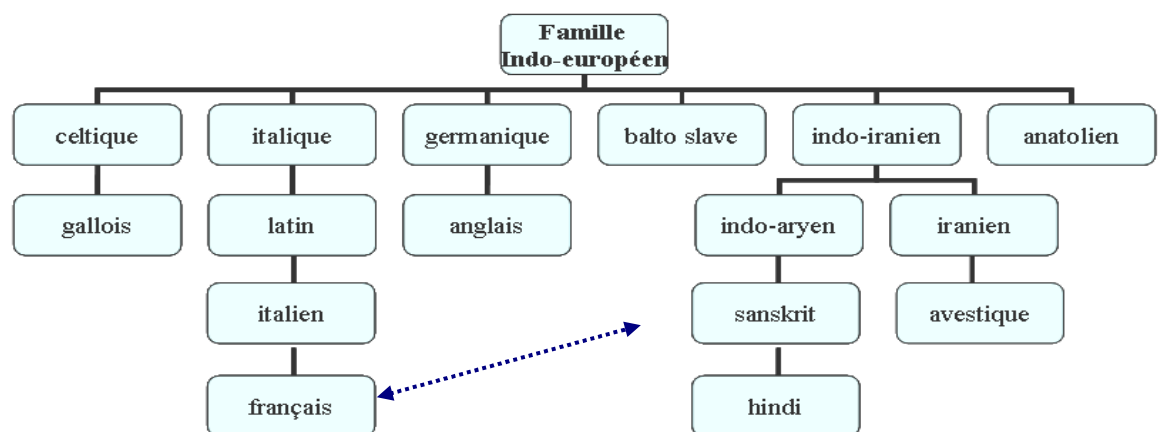 Famille
Indo-européen
celtique
italique
germanique
balto slave
indo-iranien
anatolien
gallois
latin
anglais
indo-aryen
iranien
italien
sanskrit
avestique
français
hindi